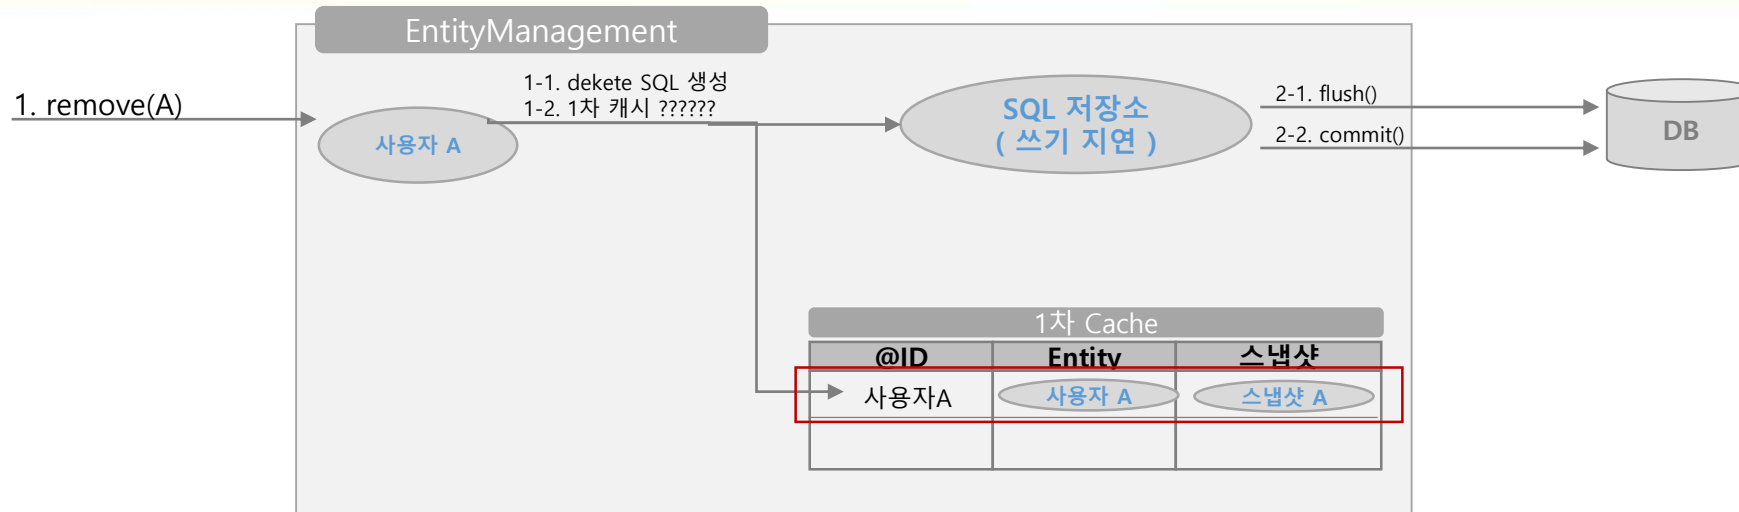 EntityManagement
1. remove(A)
사용자 A
1-1. dekete SQL 생성
1-2. 1차 캐시 ??????
SQL 저장소
( 쓰기 지연 )
2-1. flush()
2-2. commit()
DB
1차 Cache
@ID Entity 스냅샷
사용자A 사용자 A 스냅샷 A